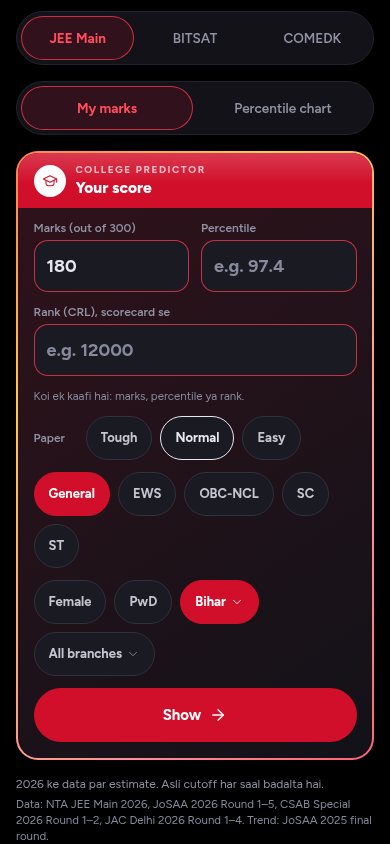 JEE Main BITSAT COMEDK
My marks Percentile chart
COLLEGE PREDICTOR
Your score
Marks (out of 300) Percentile
180 e.g. 97.4
Rank (CRL), scorecard se
e.g. 12000
Koi ek kaafi hai: marks, percentile ya rank.
Paper Tough Normal Easy
General EWS OBC-NCL SC
ST
Female PwD Bihar
All branches
Show →
2026 ke data par estimate. Asli cutoff har saal badalta hai.
Data: NTA JEE Main 2026, JoSAA 2026 Round 1–5, CSAB Special
2026 Round 1–2, JAC Delhi 2026 Round 1–4. Trend: JoSAA 2025 final
round.